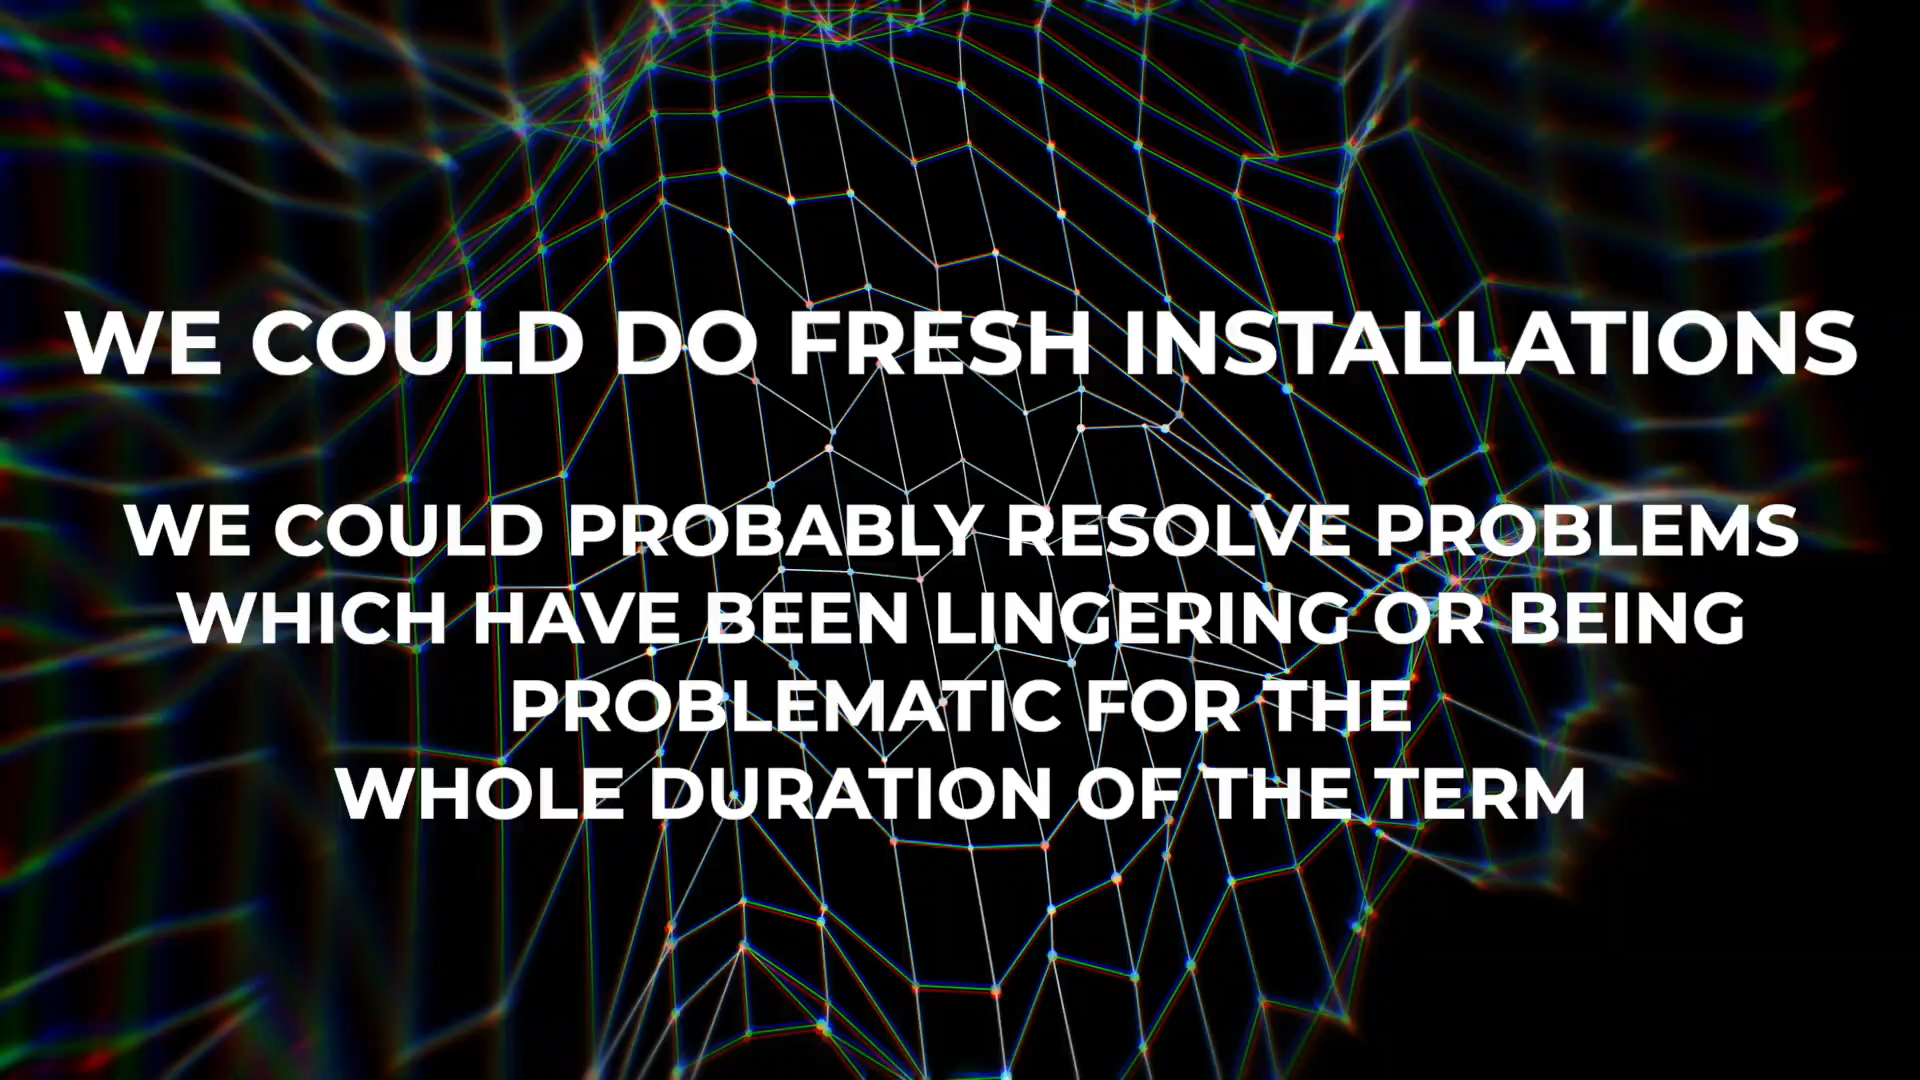 WE COULD DO FRESH INSTALLATIONS
WE COULD PROBABLY RESOLVE PROBLEMS
WHICH HAVE BEEN LINGERING OR BEING
PROBLEMATIC FOR THE
WHOLE DURATION OF THE TERM